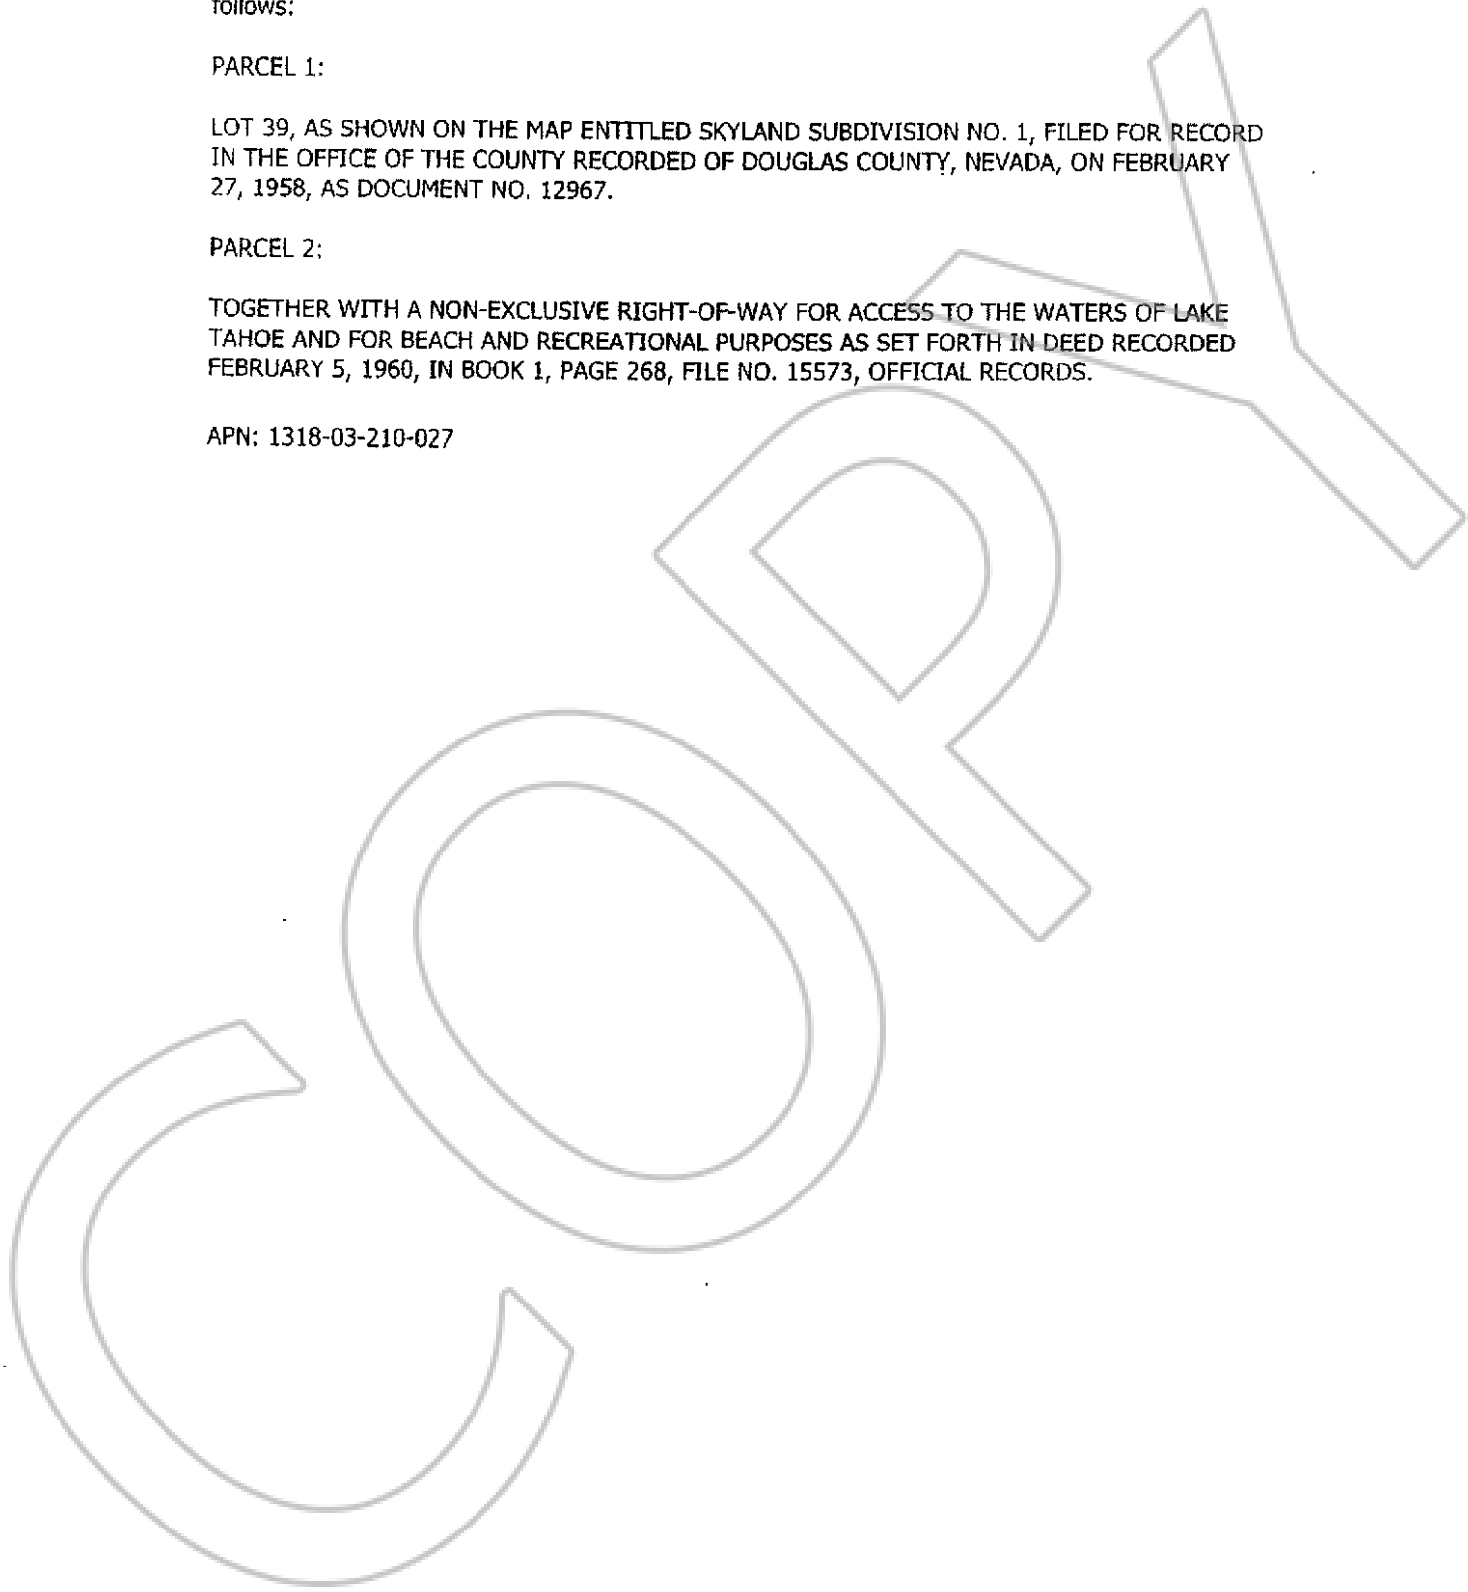 follows:
PARCEL 1:
LOT 39, AS SHOWN ON THE MAP ENTITLED SKYLAND SUBDIVISION NO. 1, FILED FOR RECORD
IN THE OFFICE OF THE COUNTY RECORDED OF DOUGLAS COUNTY, NEVADA, ON FEBRUARY
27, 1958, AS DOCUMENT NO. 12967.
PARCEL 2:
TOGETHER WITH A NON-EXCLUSIVE RIGHT-OF-WAY FOR ACCESS TO THE WATERS OF LAKE
TAHOE AND FOR BEACH AND RECREATIONAL PURPOSES AS SET FORTH IN DEED RECORDED
FEBRUARY 5, 1960, IN BOOK 1, PAGE 268, FILE NO. 15573, OFFICIAL RECORDS.
APN: 1318-03-210-027
COPY